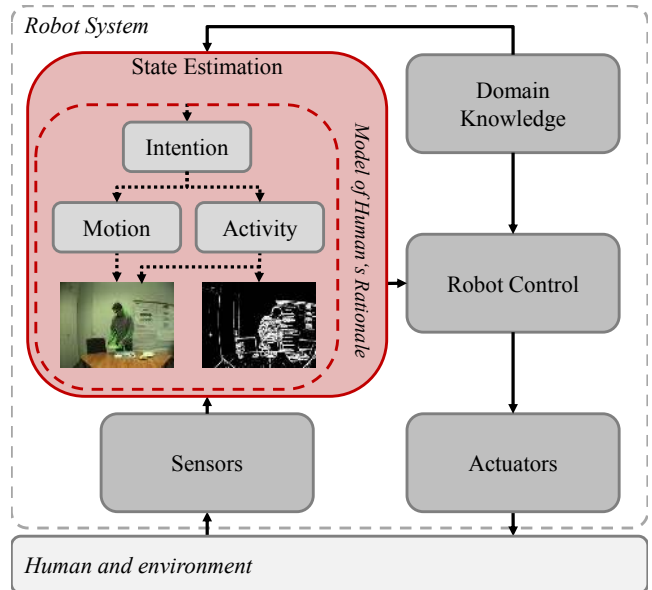 Robot System
State Estimation
Domain
Knowledge
Intention
Model of Human's Rationale
Motion
Activity
Robot Control
Sensors
Actuators
Human and environment